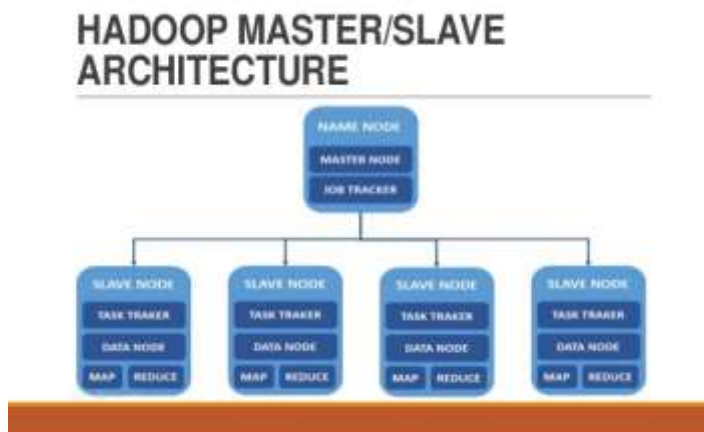 HADOOP MASTER/SLAVE
ARCHITECTURE
NAME NODE
MASTER NODE
JOB TRACKER
SLAVE NODE
TASK TRAKER
DATA NODE
MAP REDUCE
SLAVE NODE
TASK TRAKER
DATA NODE
MAP REDUCE
SLAVE NODE
TASK TRAKER
DATA NODE
MAP REDUCE
SLAVE NODE
TASK TRAKER
DATA NODE
MAP REDUCE